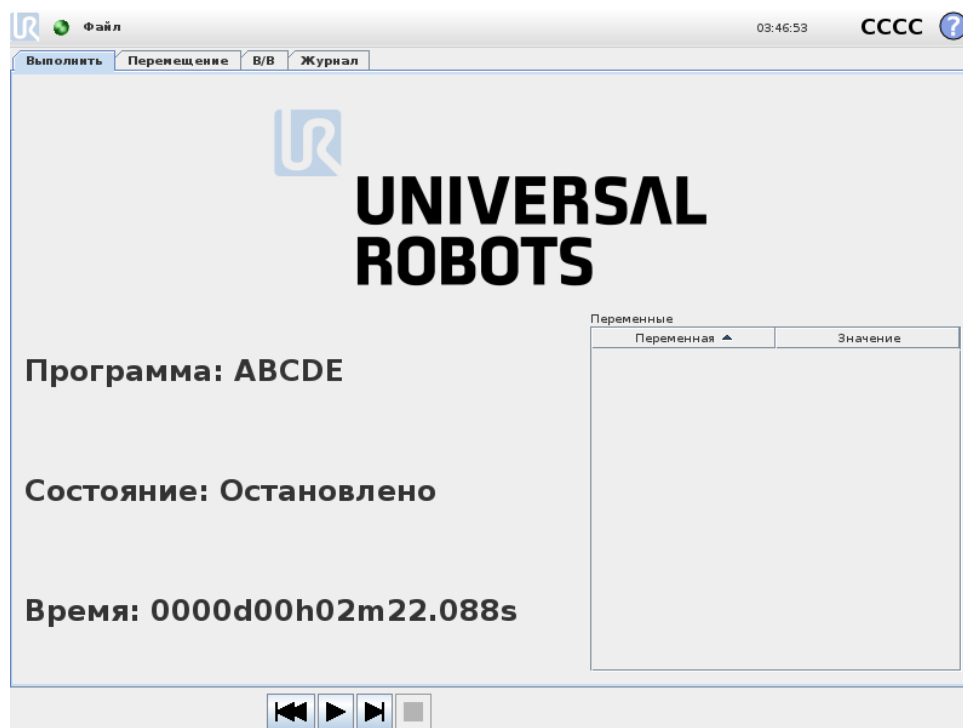 Файл
03:46:53
CCCC
?
Выполнить
Перемещение
В/В
Журнал
UR
UNIVERSAL
ROBOTS
Переменные
Переменная
Значение
Программа: ABCDE
Состояние: Остановлено
Время: 0000d00h02m22.088s